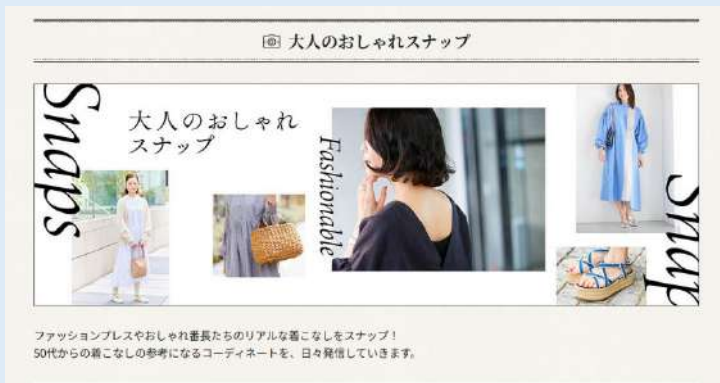 大人のおしゃれスナップ
Snaps
大人のおしゃれ
スナップ
Fashionable
Snap
ファッションプレスやおしゃれ番長たちのリアルな着こなしをスナップ！
50代からの着こなしの参考になるコーディネートを、日々発信していきます。